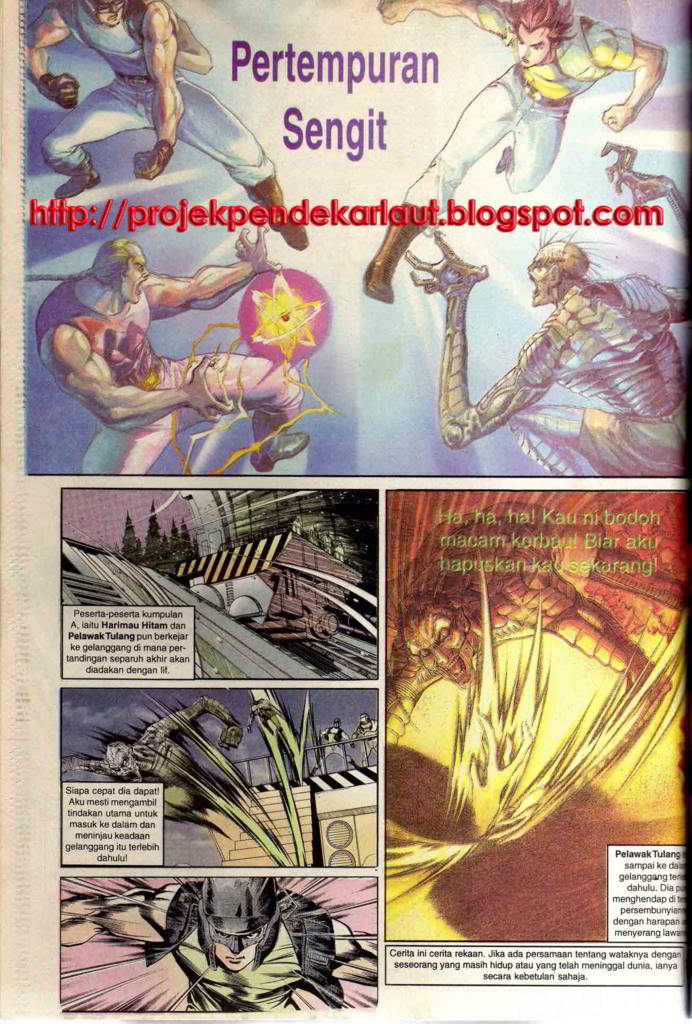 Pertempuran
Sengit
http://projekpendekarlaut.blogspot.com
Peserta-peserta kumpulan
A, iaitu Harimau Hitam dan
Pelawak Tulang pun berkejar
ke gelanggang di mana per-
tandingan separuh akhir akan
diadakan dengan lif.
Ha, ha, ha! Kau ni bodoh
macam korbau! Biar aku
hapuskan kau sekarang!
Siapa cepat dia dapat!
Aku mesti mengambil
tindakan utama untuk
masuk ke dalam dan
meninjau keadaan
gelanggang itu terlebih
dahulu!
Pelawak Tulang
sampai ke
gelanggang
dahulu. Dia
menghendap di
persembunyian
dengan harapan
menyerang
Cerita ini cerita rekaan. Jika ada persamaan tentang wataknya dengan
seseorang yang masih hidup atau yang telah meninggal dunia, ianya
secara kebetulan sahaja.